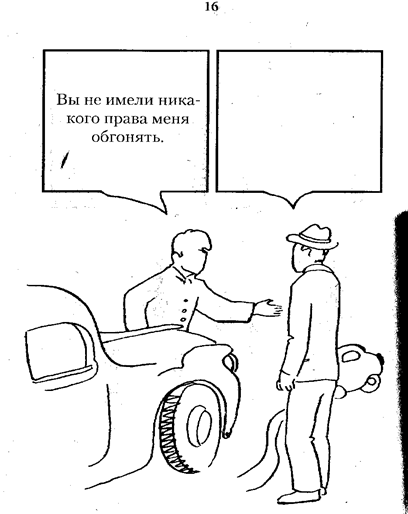 16
Вы не имели ника-
кого права меня
обгонять.